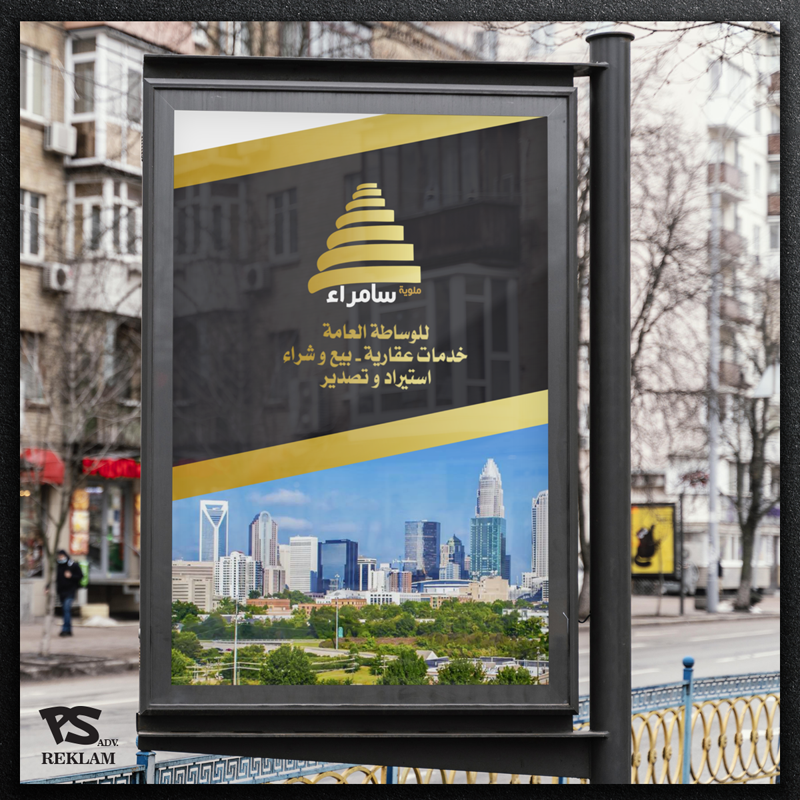 ملوية سامراء
للوساطة العامة
خدمات عقارية - بيع و شراء
استيراد و تصدير
PS ADV.
REKLAM